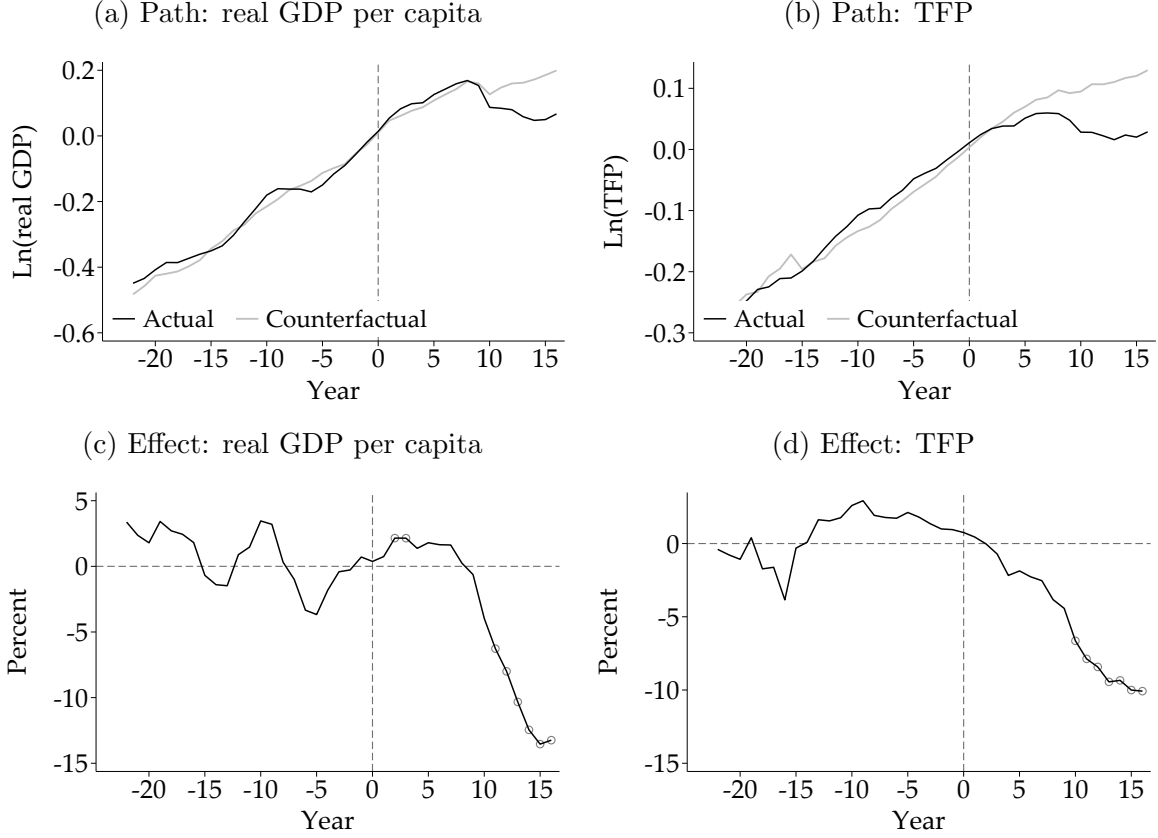 (a) Path: real GDP per capita
0.2
0.0
-0.2
-0.4
-0.6
Ln(real GDP)
Actual Counterfactual
-20 -15 -10 -5 0 5 10 15
Year
(b) Path: TFP
0.1
0.0
-0.1
-0.2
-0.3
Ln(TFP)
Actual Counterfactual
-20 -15 -10 -5 0 5 10 15
Year
(c) Effect: real GDP per capita
5
0
-5
-10
-15
Percent
-20 -15 -10 -5 0 5 10 15
Year
(d) Effect: TFP
0
-5
-10
-15
Percent
-20 -15 -10 -5 0 5 10 15
Year